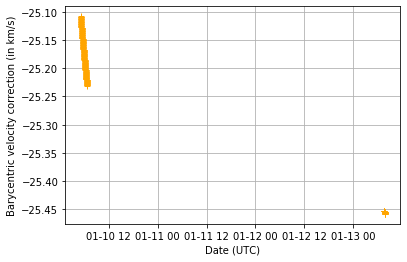 −25.10
−25.15
−25.20
−25.25
−25.30
−25.35
−25.40
−25.45
Barycentric velocity correction (in km/s)
01-10 12 01-11 00 01-11 12 01-12 00 01-12 12 01-13 00
Date (UTC)